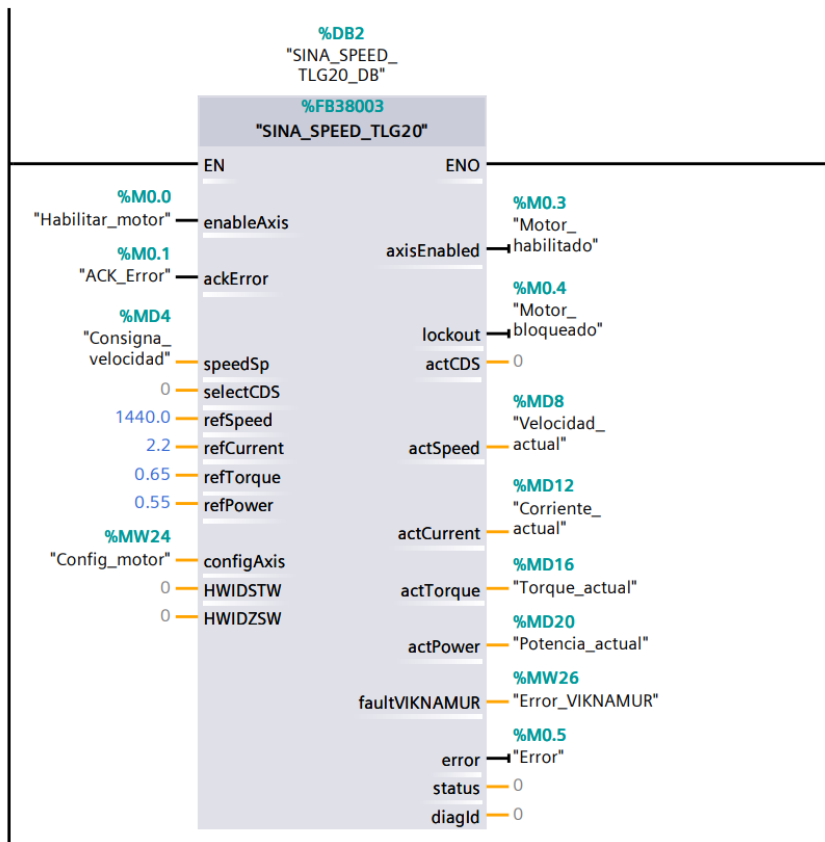 %DB2
"SINA_SPEED_
TLG20_DB"
%FB38003
"SINA_SPEED_TLG20"
EN
ENO
%M0.0
"Habilitar_motor"
enableAxis
%M0.1
"ACK_Error"
ackError
%MD4
"Consigna_
velocidad"
speedSp
0
selectCDS
1440.0
refSpeed
2.2
refCurrent
0.65
refTorque
0.55
refPower
%MW24
"Config_motor"
configAxis
0
HWIDSTW
0
HWIDZSW
axisEnabled
%M0.3
"Motor_
habilitado"
lockout
%M0.4
"Motor_
bloqueado"
actCDS
0
actSpeed
%MD8
"Velocidad_
actual"
actCurrent
%MD12
"Corriente_
actual"
actTorque
%MD16
"Torque_actual"
actPower
%MD20
"Potencia_actual"
faultVIKNAMUR
%MW26
"Error_VIKNAMUR"
error
%M0.5
"Error"
status
0
diagId
0